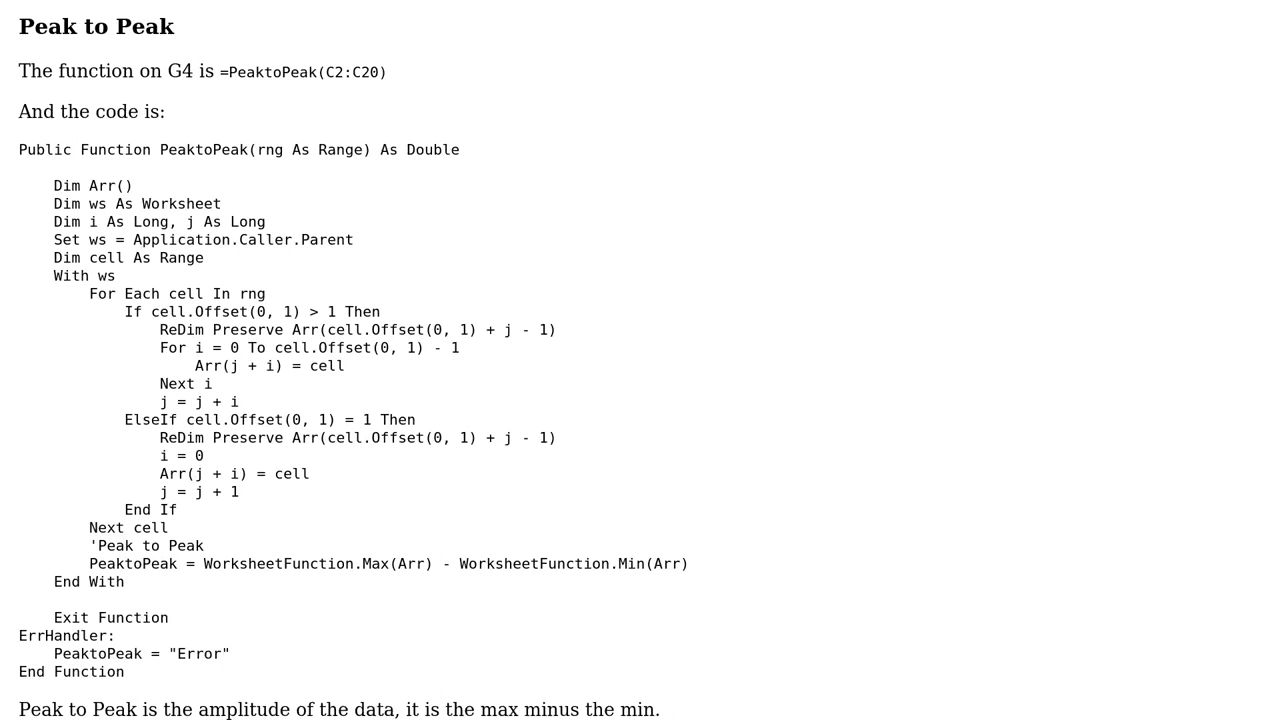 Peak to Peak
The function on G4 is =PeaktoPeak(C2:C20)
And the code is:
Public Function PeaktoPeak(rng As Range) As Double
    Dim Arr()
    Dim ws As Worksheet
    Dim i As Long, j As Long
    Set ws = Application.Caller.Parent
    Dim cell As Range
    With ws
        For Each cell In rng
            If cell.Offset(0, 1) > 1 Then
                ReDim Preserve Arr(cell.Offset(0, 1) + j - 1)
                For i = 0 To cell.Offset(0, 1) - 1
                    Arr(j + i) = cell
                Next i
                j = j + i
            ElseIf cell.Offset(0, 1) = 1 Then
                ReDim Preserve Arr(cell.Offset(0, 1) + j - 1)
                i = 0
                Arr(j + i) = cell
                j = j + 1
            End If
        Next cell
        'Peak to Peak
        PeaktoPeak = WorksheetFunction.Max(Arr) - WorksheetFunction.Min(Arr)
    End With
    Exit Function
ErrHandler:
    PeaktoPeak = "Error"
End Function
Peak to Peak is the amplitude of the data, it is the max minus the min.